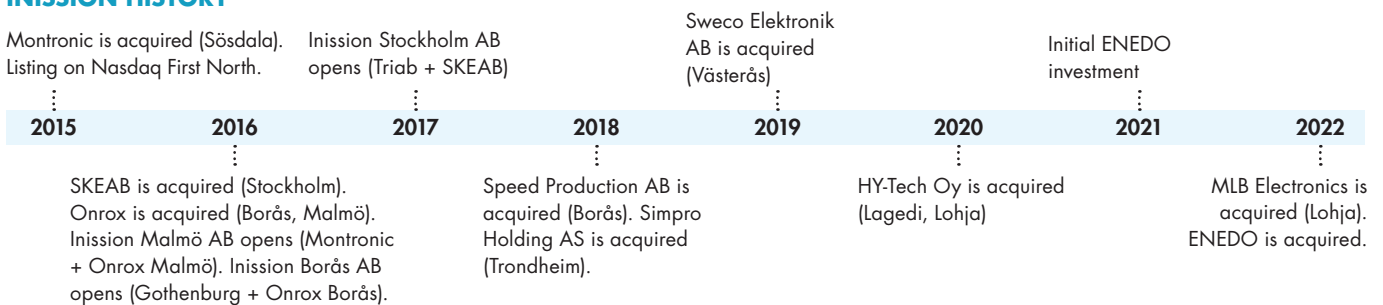 INISSION HISTORY
Montronic is acquired (Sösdala).
Listing on Nasdaq First North.
Inission Stockholm AB
opens (Triab + SKEAB)
Sweco Elektronik
AB is acquired
(Västerås)
Initial ENEDO
investment
2015 2016 2017 2018 2019 2020 2021 2022
SKEAB is acquired (Stockholm).
Onrox is acquired (Borås, Malmö).
Inission Malmö AB opens (Montronic
+ Onrox Malmö). Inission Borås AB
opens (Gothenburg + Onrox Borås).
Speed Production AB is
acquired (Borås). Simpro
Holding AS is acquired
(Trondheim).
HY-Tech Oy is acquired
(Lagedi, Lohja)
MLB Electronics is
acquired (Lohja).
ENEDO is acquired.